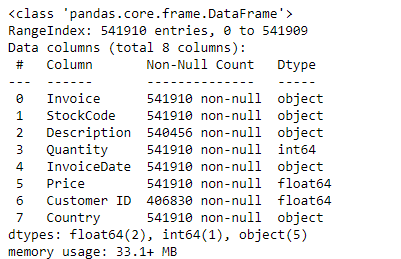 <class 'pandas.core.frame.DataFrame'>
RangeIndex: 541910 entries, 0 to 541909
Data columns (total 8 columns):
 #   Column       Non-Null Count   Dtype
---  ------       --------------   -----
 0   Invoice      541910 non-null  object
 1   StockCode    541910 non-null  object
 2   Description  540456 non-null  object
 3   Quantity     541910 non-null  int64
 4   InvoiceDate  541910 non-null  object
 5   Price        541910 non-null  float64
 6   Customer ID  406830 non-null  float64
 7   Country      541910 non-null  object
dtypes: float64(2), int64(1), object(5)
memory usage: 33.1+ MB